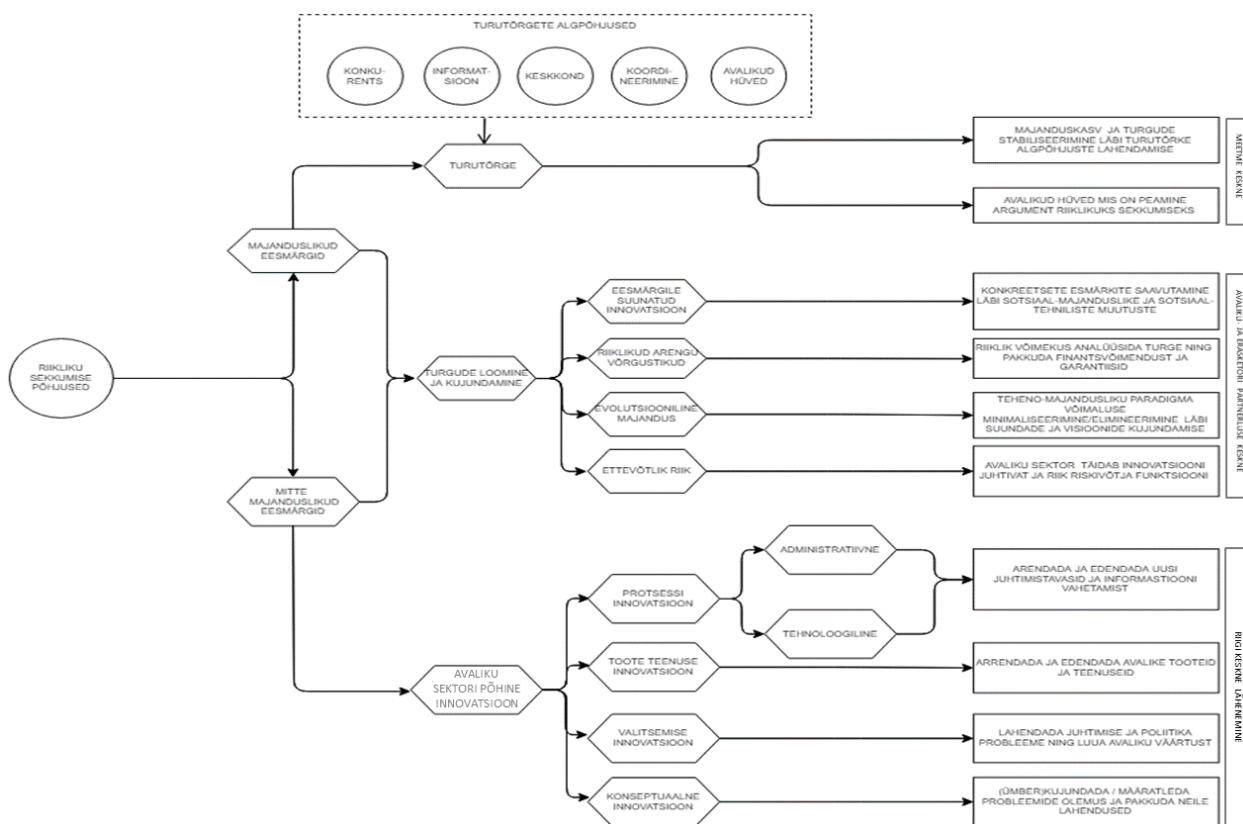 TURUTÕRGETE ALGPÕHJUSED
KONKU-
RENTS
INFORMAT-
SIOON
KESKKOND
KOORDI-
NEERIMINE
AVALIKUD
HÜVED
TURUTÕRGE
MAJANDUSKASV JA TURGUDE
STABILISEERIMINE LÄBI TURUTÕRKE
ALGPÕHJUSTE LAHENDAMISE
AVALIKUD HÜVED MIS ON PEAMINE
ARGUMENT RIIKLIKUKS SEKKUMISEKS
MEETME KESKNE
MAJANDUSLIKUD
EESMÄRGID
RIIKLIKU
SEKKUMISE
PÕHJUSED
MITTE
MAJANDUSLIKUD
EESMÄRGID
TURGUDE LOOMINE
JA KUJUNDAMINE
EESMÄRGILE
SUUNATUD
INNOVATSIOON
KONKREETSETE ESMÄRKITE SAAVUTAMINE
LÄBI SOTSIAAL-MAJANDUSLIKE JA SOTSIAAL-
TEHNILISTE MUUTUSTE
RIIKLIKUD ARENGU
VÕRGUSTIKUD
RIIKLIK VÕIMEKUS ANALÜÜSIDA TURGE NING
PAKKUDA FINANTSVÕIMENDUST JA
GARANTIISID
EVOLUTSIOONILINE
MAJANDUS
TEHENO-MAJANDUSLIKU PARADIGMA
VÕIMALUSE
MINIMALISEERIMINE/ELIMINEERIMINE LÄBI
SUUNDADE JA VISIOONIDE KUJUNDAMISE
ETTEVÕTLIK RIIK
AVALIKU SEKTOR TÄIDAB INNOVATSIOONI
JUHTIVAT JA RIIK RISKIVÕTJA FUNKTSIOONI
AVALIKU- JA ERASKETORI PARTNERLUSE KESKNE
AVALIKU
SEKTORI PÕHINE
INNOVATSIOON
PROTSESSI
INNOVATSIOON
ADMINISTRATIIVNE
TEHNOLOOGILINE
ARENDADA JA EDENDADA UUSI
JUHTIMISTAVASID JA INFORMASTIOONI
VAHETAMIST
TOOTE TEENUSE
INNOVATSIOON
ARRENDADA JA EDENDADA AVALIKE TOOTEID
JA TEENUSEID
VALITSEMISE
INNOVATSIOON
LAHENDADA JUHTIMISE JA POLIITIKA
PROBLEEME NING LUUA AVALIKU VÄÄRTUST
KONSEPTUAALNE
INNOVATSIOON
(ÜMBER)KUJUNDADA / MÄÄRATLEDA
PROBLEEMIDE OLEMUS JA PAKKUDA NEILE
LAHENDUSED
RIIGI KESKNE LÄHENEMINE